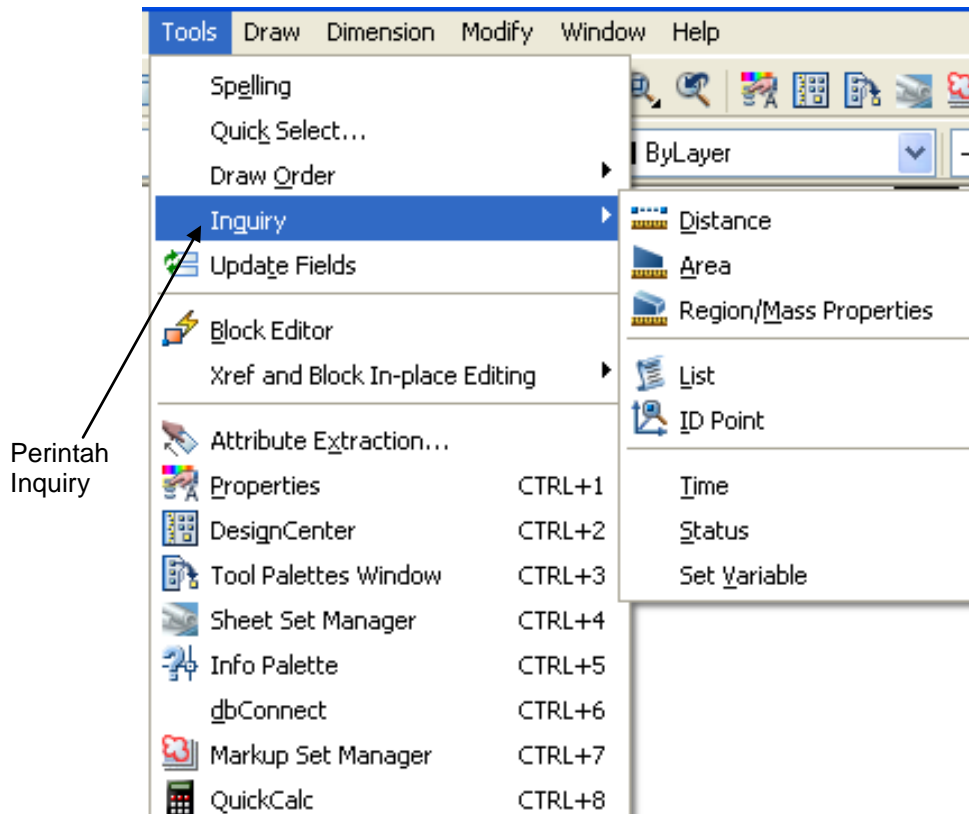 Tools Draw Dimension Modify Window Help
Spelling
Quick Select...
ByLayer
Draw Order
Inquiry
Update Fields
Block Editor
Xref and Block In-place Editing
Attribute Extraction...
Properties CTRL+1
DesignCenter CTRL+2
Tool Palettes Window CTRL+3
Sheet Set Manager CTRL+4
Info Palette CTRL+5
dbConnect CTRL+6
Markup Set Manager CTRL+7
QuickCalc CTRL+8
Distance
Area
Region/Mass Properties
List
ID Point
Time
Status
Set Variable
Perintah
Inquiry